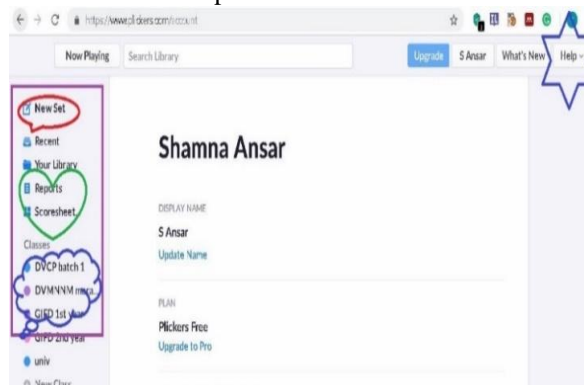 https://www.plickers.com/account
Now Playing
Search Library
Upgrade
S Ansar
What's New
Help
New Set
Recent
Your Library
Reports
Scoresheet
Classes
DVCP batch 1
GIFD 1st year
GIFD 2nd year
univ
New Class
Shamna Ansar
DISPLAY NAME
S Ansar
Update Name
PLAN
Plickers Free
Upgrade to Pro